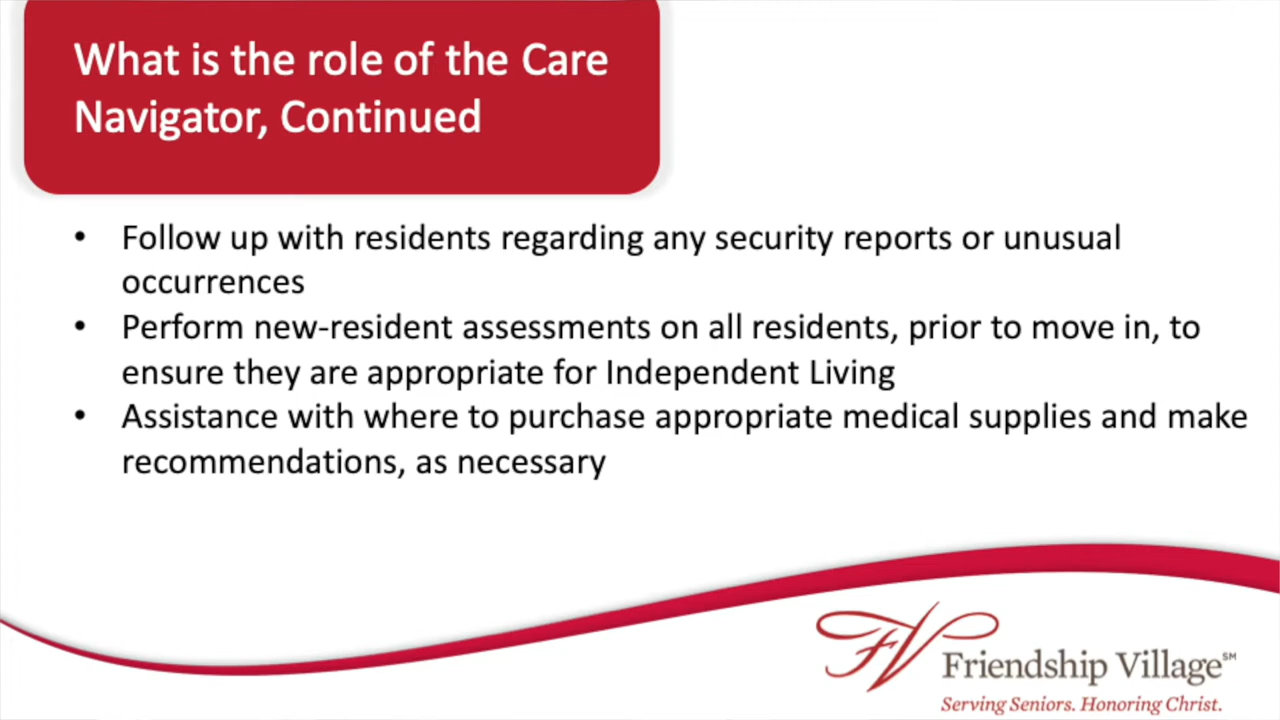 What is the role of the Care
Navigator, Continued
• Follow up with residents regarding any security reports or unusual
occurrences
• Perform new-resident assessments on all residents, prior to move in, to
ensure they are appropriate for Independent Living
• Assistance with where to purchase appropriate medical supplies and make
recommendations, as necessary
FV
Friendship Village℠
Serving Seniors. Honoring Christ.